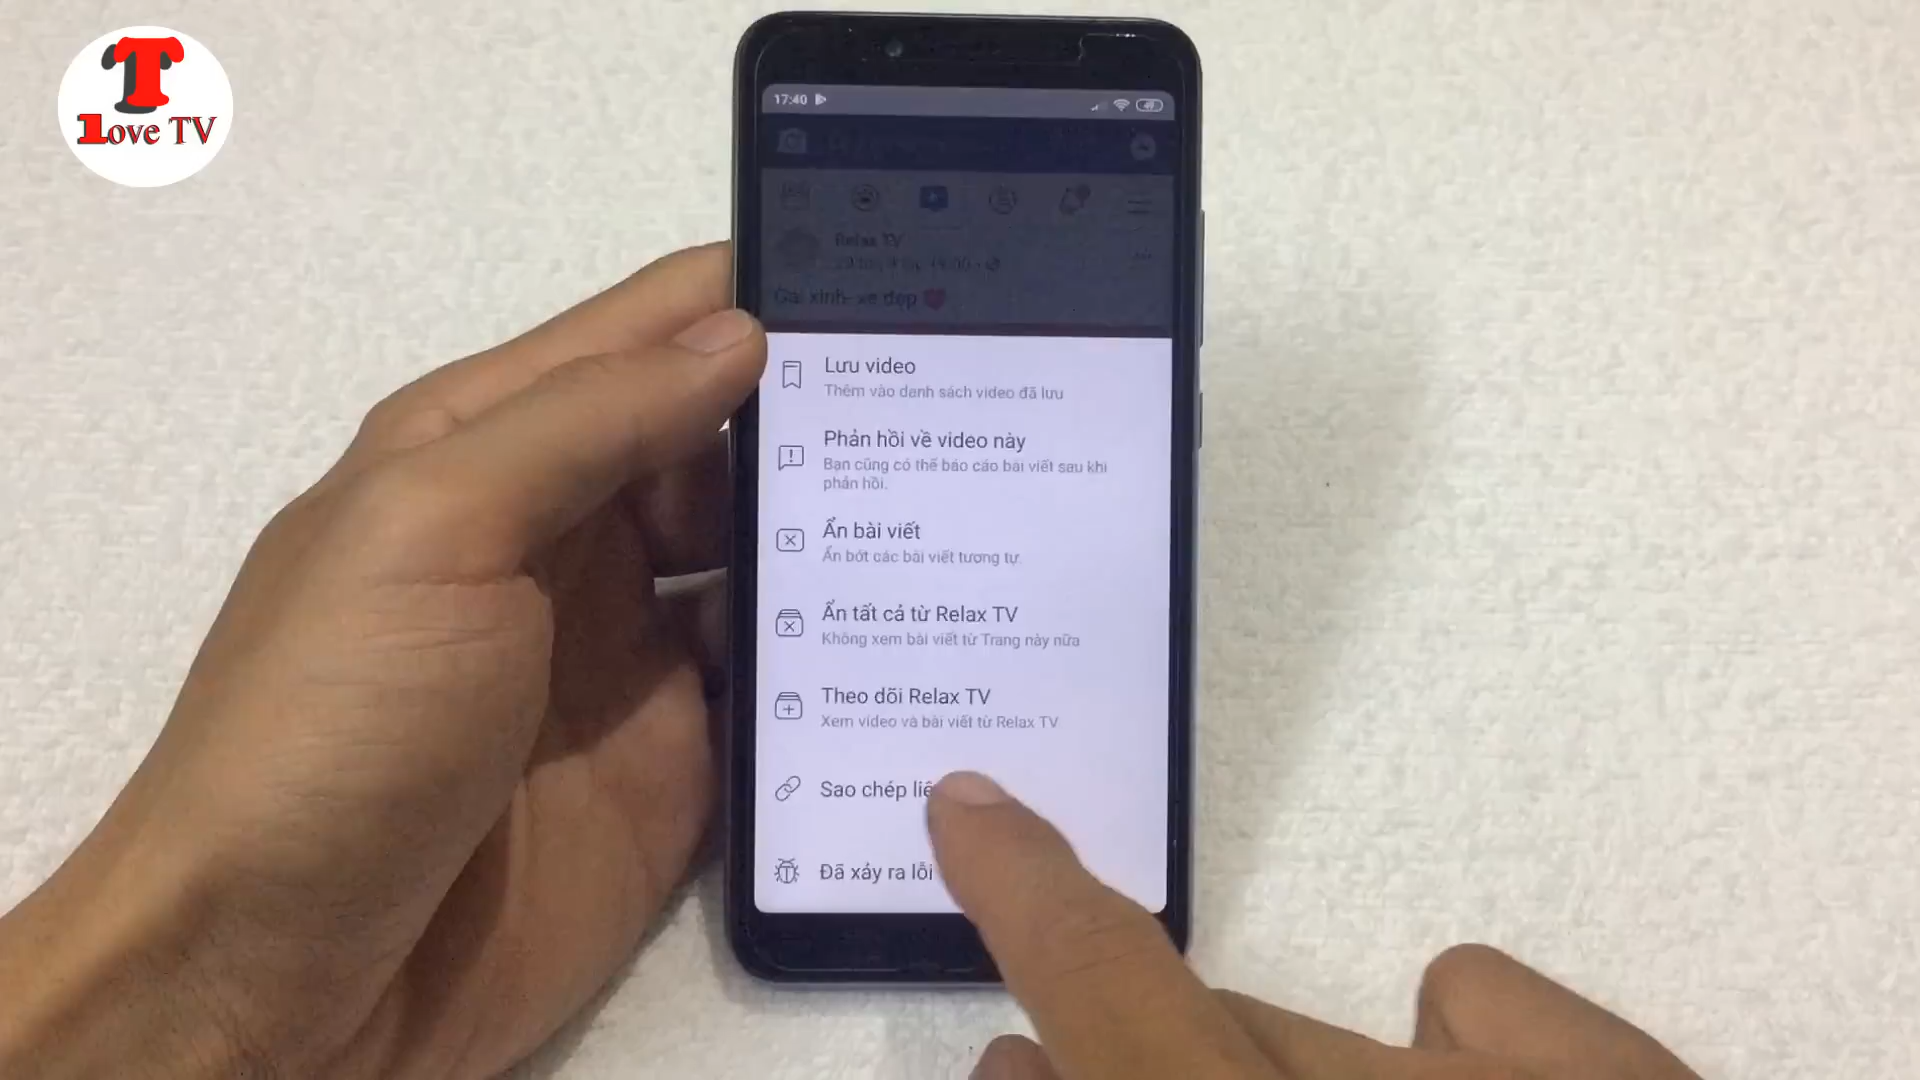 T
Love TV
17:40
Relax TV
Gái xinh- xe đẹp
Lưu video
Thêm vào danh sách video đã lưu
Phản hồi về video này
Bạn cũng có thể báo cáo bài viết sau khi
phản hồi.
Ẩn bài viết
Ẩn bớt các bài viết tương tự.
Ẩn tất cả từ Relax TV
Không xem bài viết từ Trang này nữa
Theo dõi Relax TV
Xem video và bài viết từ Relax TV
Sao chép liê
Đã xảy ra lỗi